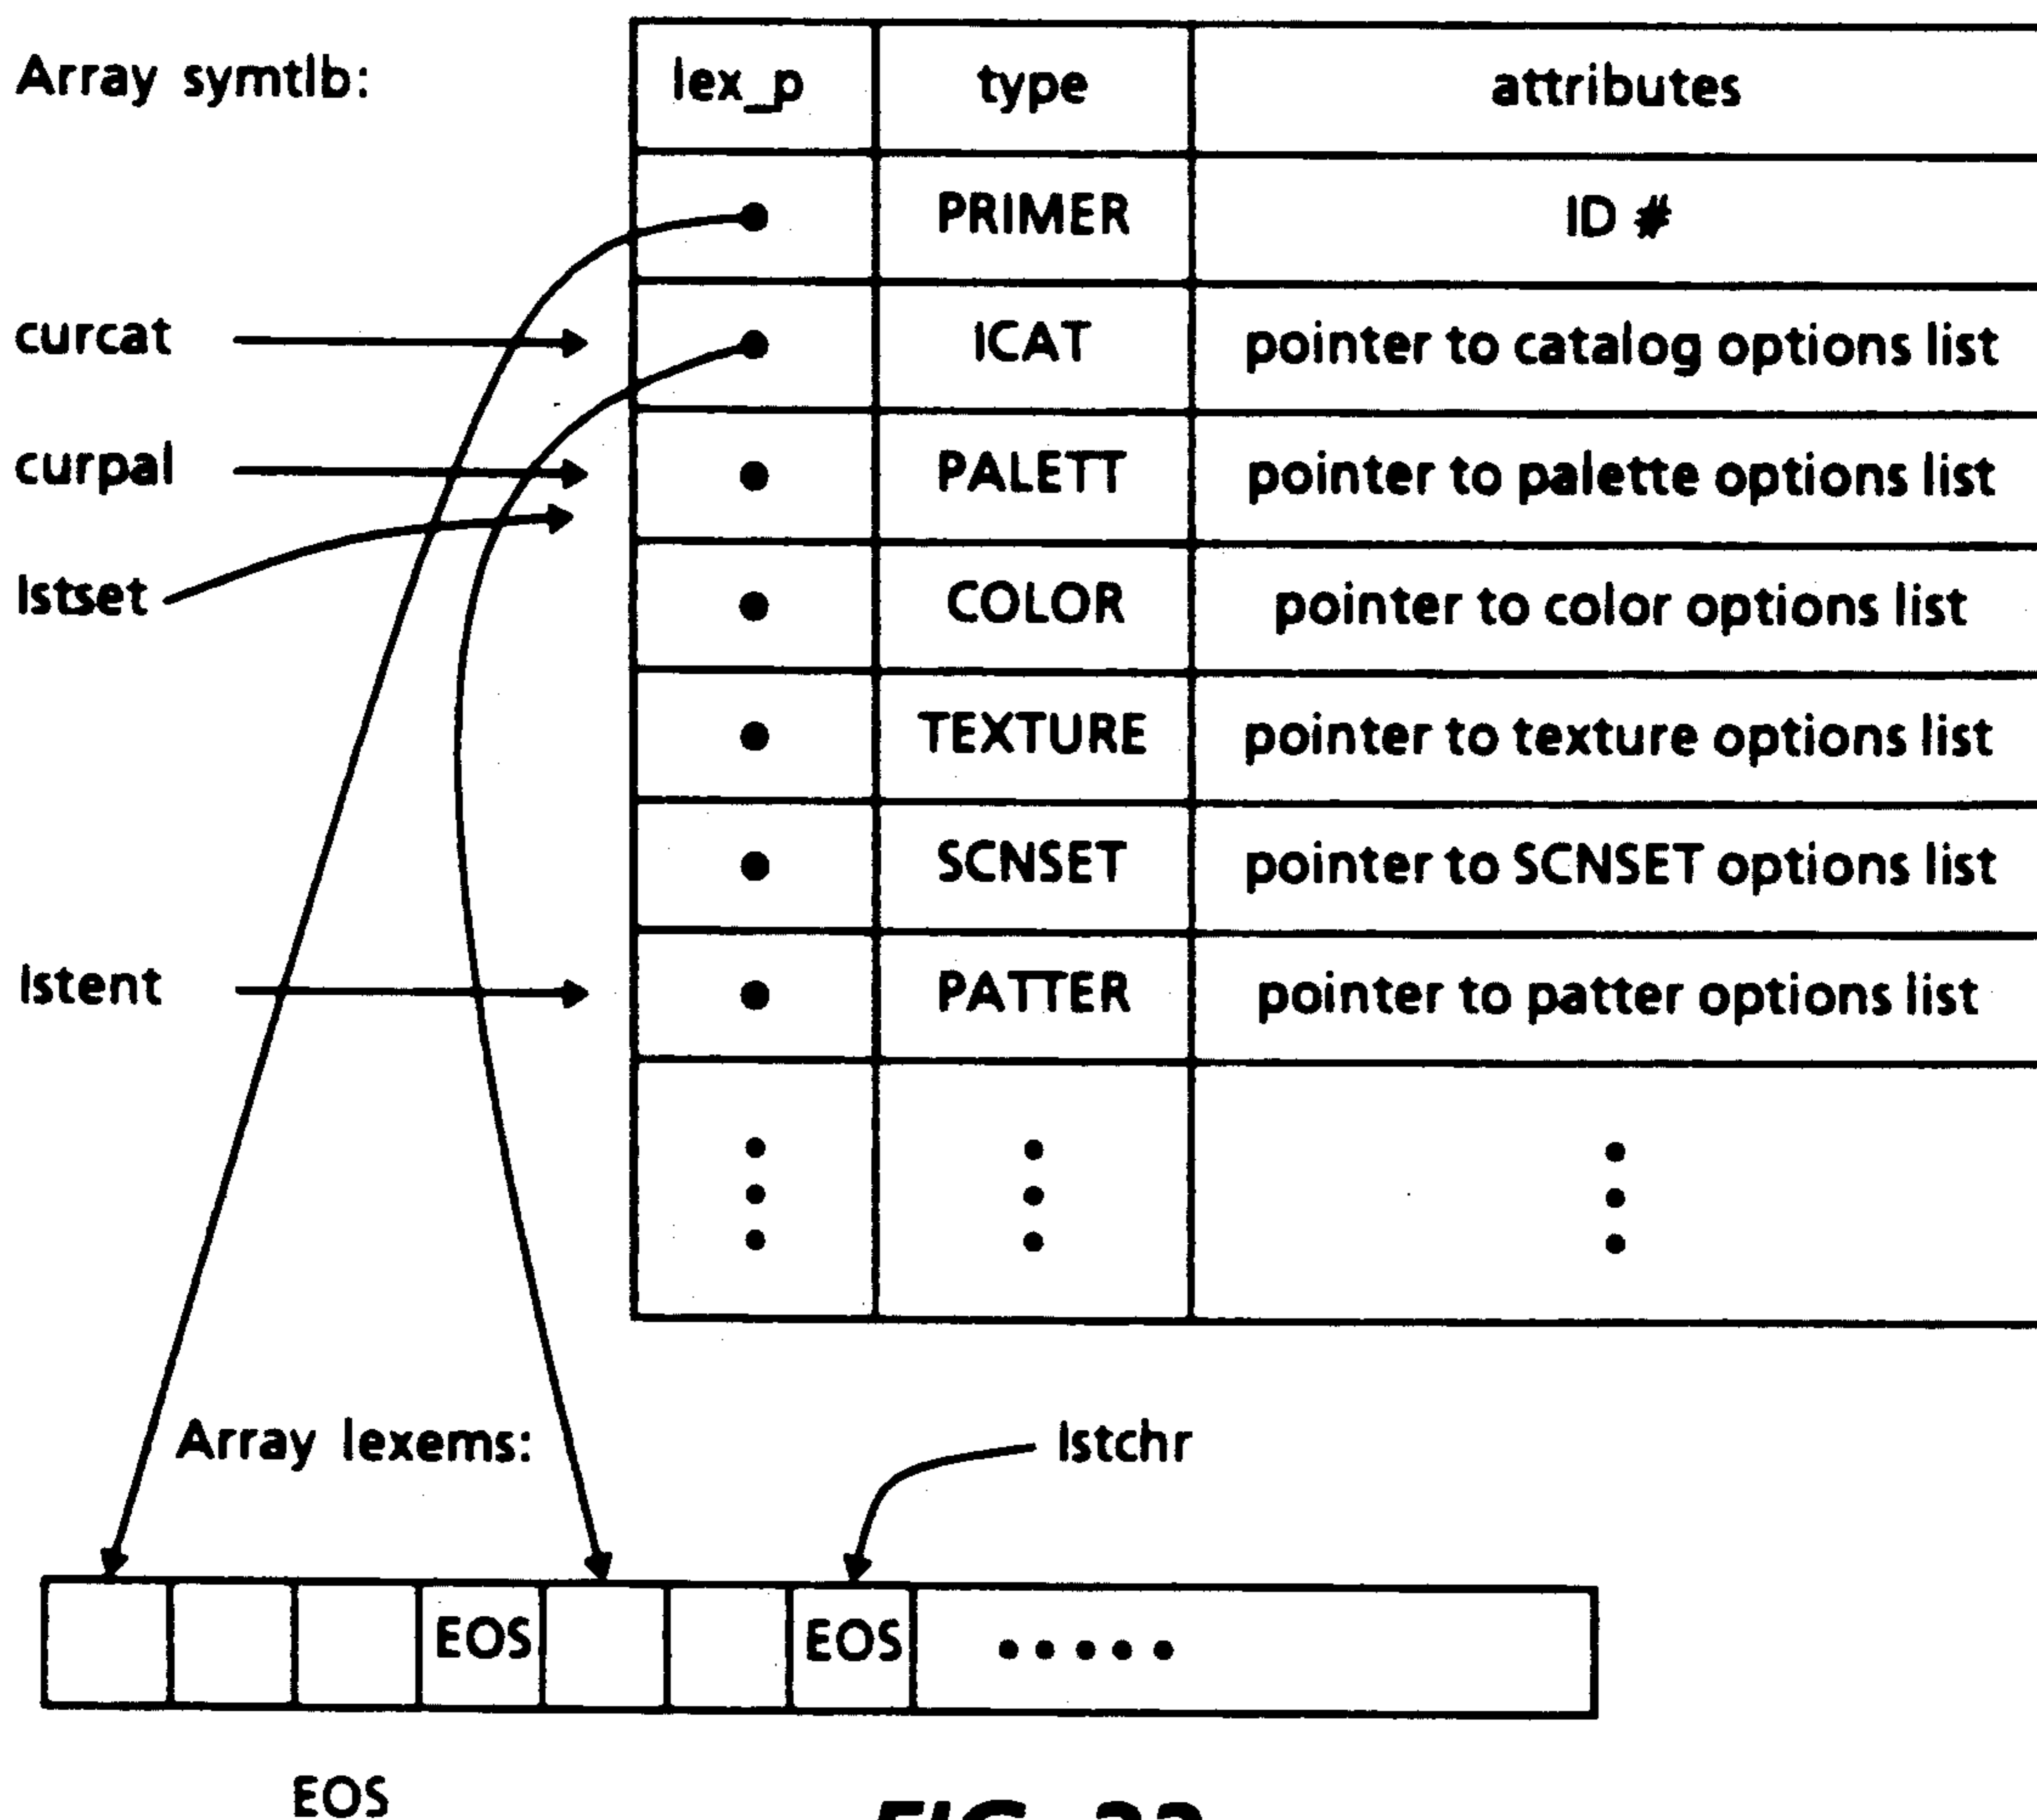 Array symtlb:
lex_p type attributes
PRIMER ID #
curcat ICAT pointer to catalog options list
curpal PALETT pointer to palette options list
lstset COLOR pointer to color options list
TEXTURE pointer to texture options list
SCNSET pointer to SCNSET options list
lstent PATTER pointer to patter options list
Array lexems: lstchr
EOS EOS
EOS